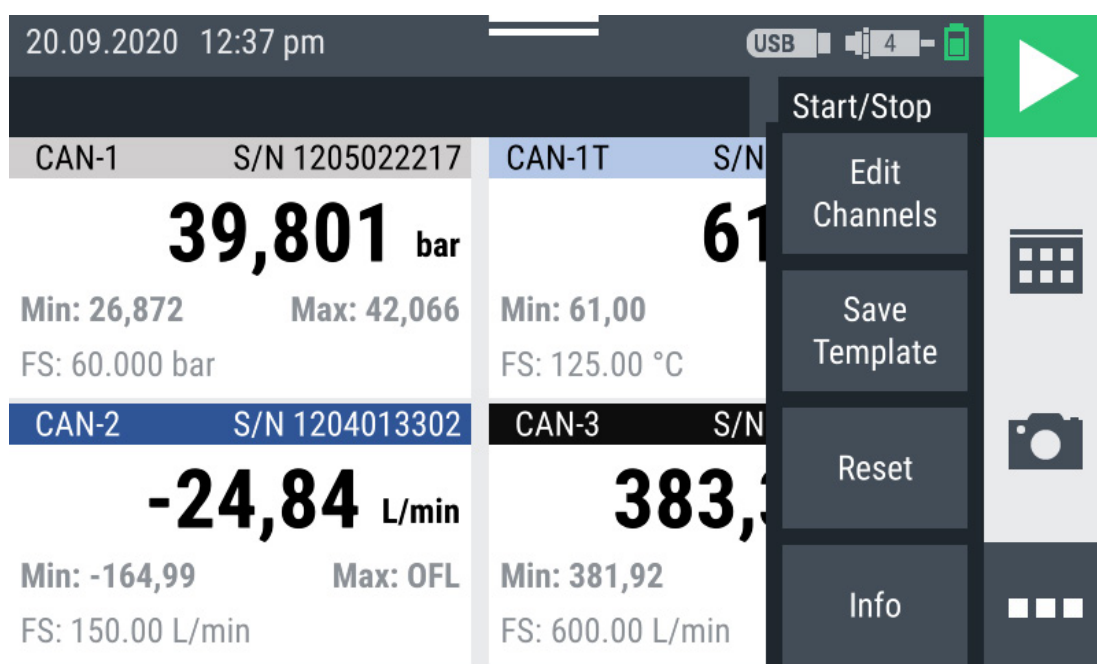 20.09.2020 12:37 pm
USB
4
Start/Stop
CAN-1 S/N 1205022217
39,801 bar
Min: 26,872 Max: 42,066
FS: 60.000 bar
CAN-1T S/N
61
Min: 61,00
FS: 125.00 °C
CAN-2 S/N 1204013302
-24,84 L/min
Min: -164,99 Max: OFL
FS: 150.00 L/min
CAN-3 S/N
383,
Min: 381,92
FS: 600.00 L/min
Edit
Channels
Save
Template
Reset
Info